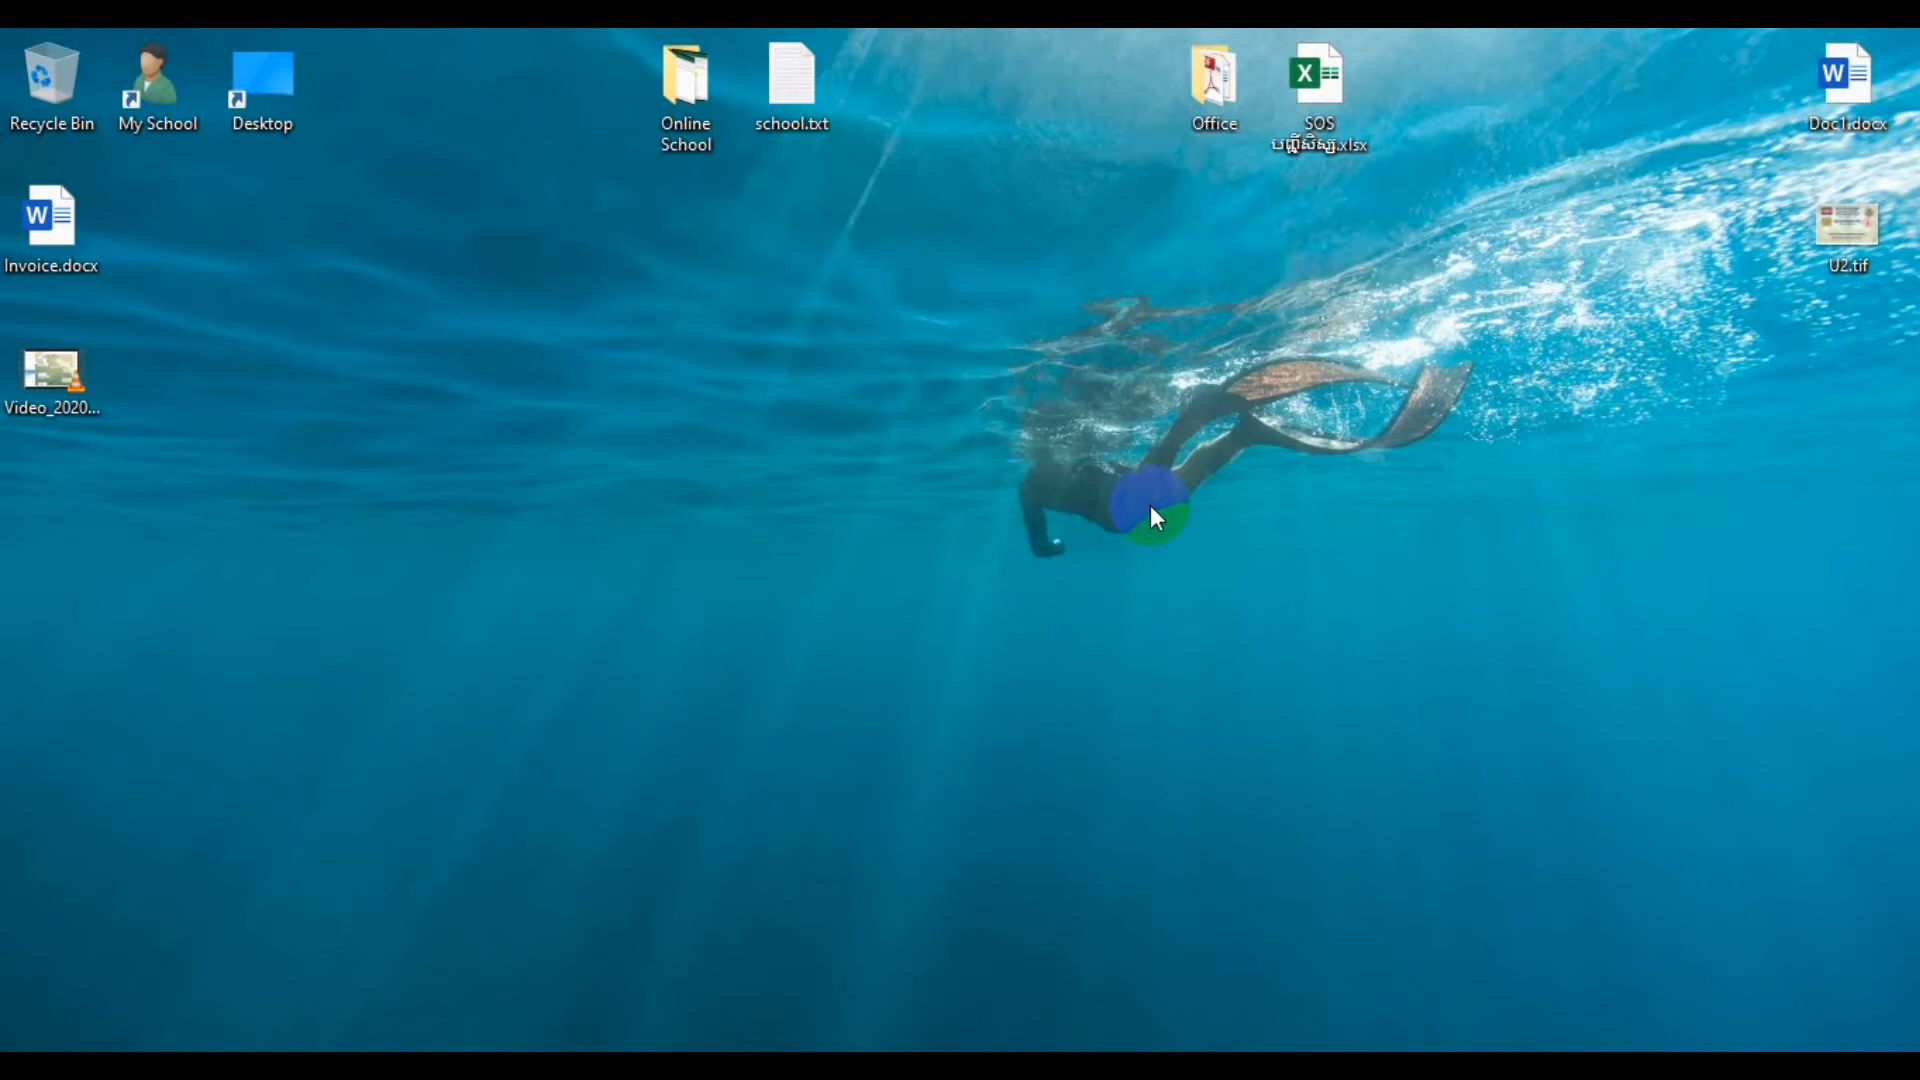 Recycle Bin
My School
Desktop
Online
School
school.txt
Office
SOS
បញ្ជីសិស្ស.xlsx
Doc1.docx
Invoice.docx
U2.tif
Video_2020...